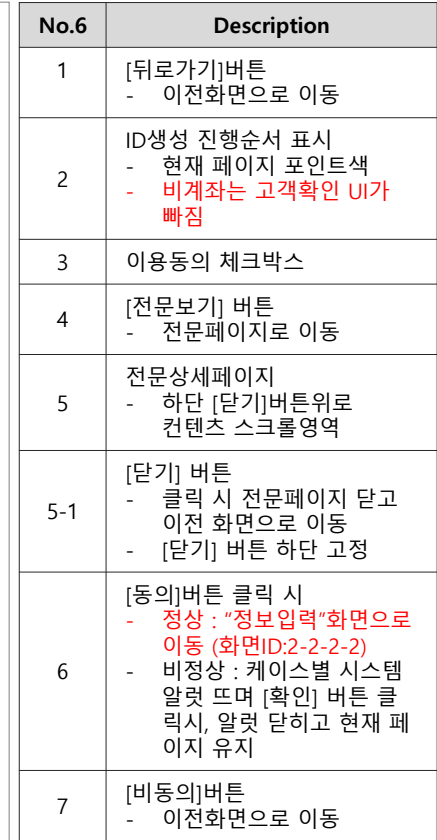 No.6 Description
1 [뒤로가기]버튼
- 이전화면으로 이동
2 ID생성 진행순서 표시
- 현재 페이지 포인트색
- 비계좌는 고객확인 UI가
빠짐
3 이용동의 체크박스
4 [전문보기] 버튼
- 전문페이지로 이동
5 전문상세페이지
- 하단 [닫기]버튼위로
컨텐츠 스크롤영역
5-1 [닫기] 버튼
- 클릭 시 전문페이지 닫고
이전 화면으로 이동
- [닫기] 버튼 하단 고정
6 [동의]버튼 클릭 시
- 정상 : “정보입력”화면으로
이동 (화면ID:2-2-2-2)
- 비정상 : 케이스별 시스템
알럿 뜨며 [확인] 버튼 클
릭시, 알럿 닫히고 현재 페
이지 유지
7 [비동의]버튼
- 이전화면으로 이동